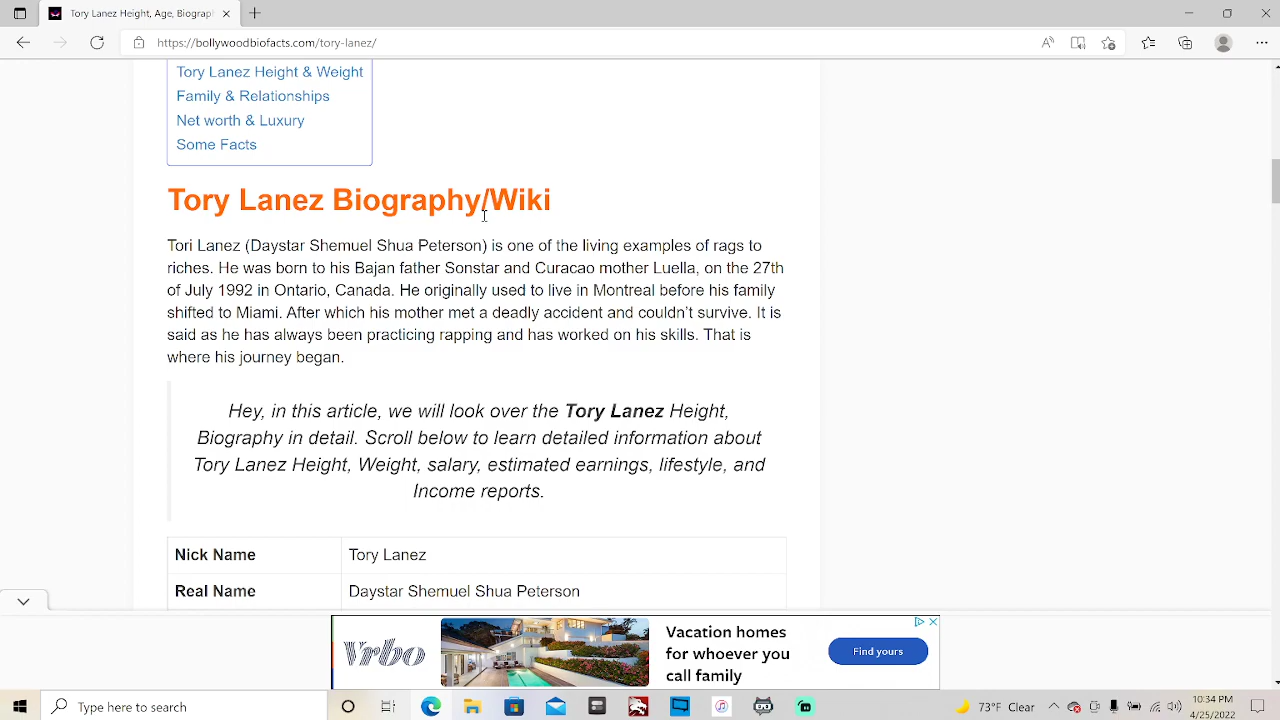 Tory Lanez Height, Age, Biograp
https://bollywoodbiofacts.com/tory-lanez/
Tory Lanez Height & Weight
Family & Relationships
Net worth & Luxury
Some Facts
Tory Lanez Biography/Wiki
Tori Lanez (Daystar Shemuel Shua Peterson) is one of the living examples of rags to
riches. He was born to his Bajan father Sonstar and Curacao mother Luella, on the 27th
of July 1992 in Ontario, Canada. He originally used to live in Montreal before his family
shifted to Miami. After which his mother met a deadly accident and couldn't survive. It is
said as he has always been practicing rapping and has worked on his skills. That is
where his journey began.
Hey, in this article, we will look over the Tory Lanez Height,
Biography in detail. Scroll below to learn detailed information about
Tory Lanez Height, Weight, salary, estimated earnings, lifestyle, and
Income reports.
Nick Name Tory Lanez
Real Name Daystar Shemuel Shua Peterson
Vrbo
Vacation homes
for whoever you
call family
Find yours
Type here to search
73°F Clear
10:34 PM
4/25/2022